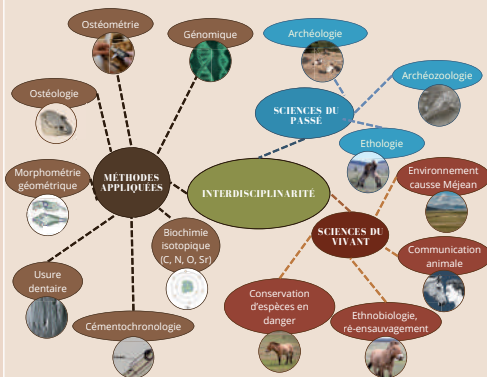 Ostéométrie
Génomique
Archéologie
Archéozoologie
Ostéologie
SCIENCES DU
PASSÉ
Ethologie
Morphométrie
géométrique
MÉTHODES
APPLIQUÉES
INTERDISCIPLINARITÉ
Environnement
causse Méjean
SCIENCES DU
VIVANT
Biochimie
isotopique
(C, N, O, Sr)
Communication
animale
Usure
dentaire
Conservation
d'espèces en
danger
Ethnobiologie,
ré-ensauvagement
Cémentochronologie